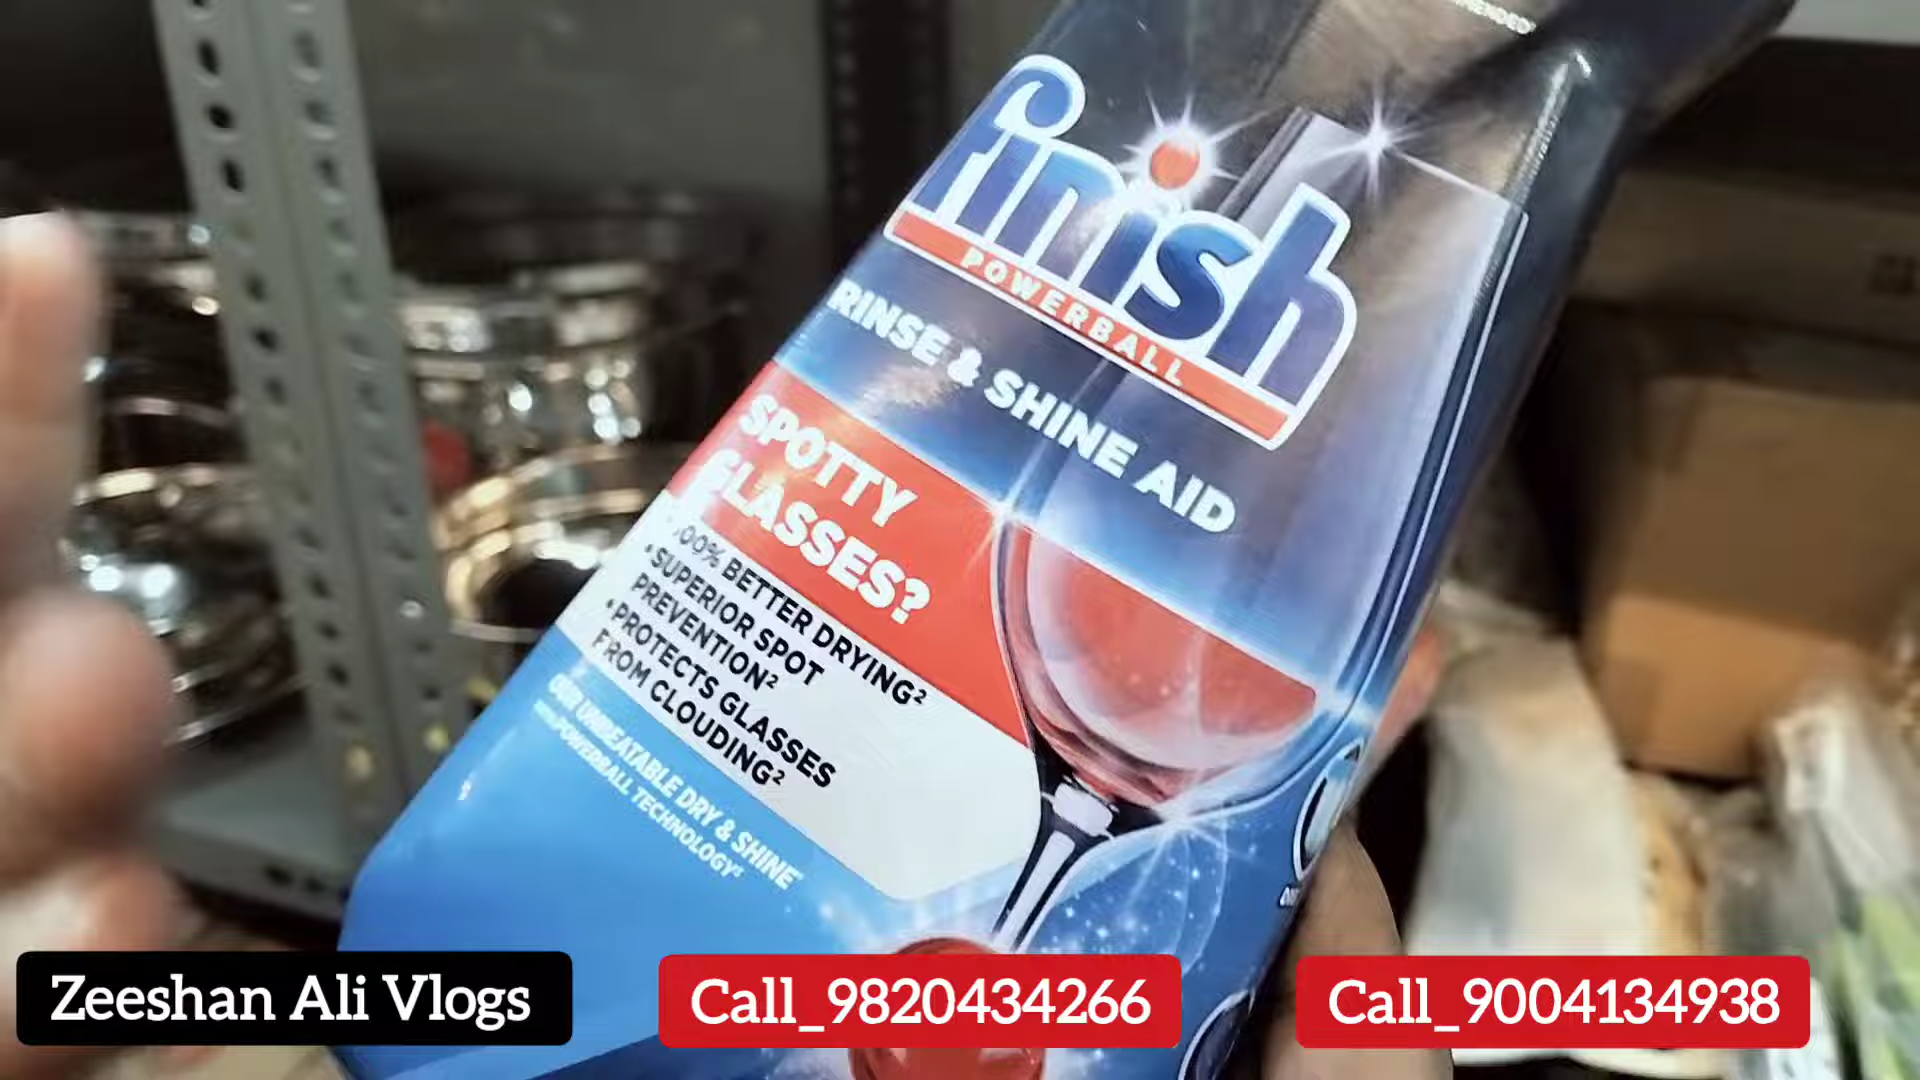 finish
POWERBALL
RINSE & SHINE AID
SPOTTY
GLASSES?
100% BETTER DRYING²
•SUPERIOR SPOT
PREVENTION²
•PROTECTS GLASSES
FROM CLOUDING²
OUR UNBEATABLE DRY & SHINE
POWERBALL TECHNOLOGY
Zeeshan Ali Vlogs
Call_9820434266
Call_9004134938